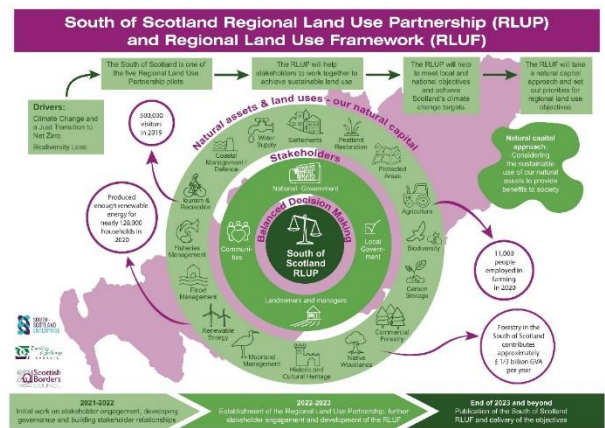 South of Scotland Regional Land Use Partnership (RLUP)
and Regional Land Use Framework (RLUF)
The South of Scotland is one of
the five Regional Land Use
Partnership pilots
The RLUP will help
stakeholders to work together to
achieve sustainable land use
The RLUP will help
to meet local and
national objectives and
achieve Scotland's climate
change targets
The RLUF will take
a natural capital
approach and set
out priorities for
regional land use
objectives
Drivers:
Climate Change and
a Just Transition to
Net Zero
Biodiversity Loss
500,000
visitors
in 2019
Produced
enough renewable
energy for
nearly 126,000
households in
2020
Natural assets & land uses - our natural capital
Coastal
Management /
Defence
Water
Supply
Settlements
Peatland
Restoration
Protected
Areas
Agriculture
Biodiversity
Carbon
Storage
Commercial
Forestry
Native
Woodlands
Historic and
Cultural Heritage
Moorland
Management
Renewable
Energy
Flood
Management
Fisheries
Management
Tourism &
Recreation
Stakeholders
National Government
Communi-
ties
Local
Govern-
ment
Landowners and managers
Balanced Decision Making
South of
Scotland
RLUP
Natural capital
approach:
Considering
the sustainable
use of our natural
assets to provide
benefits to society
11,000
people
employed in
farming
in 2020
Forestry in the
South of Scotland
contributes
approximately
£ 1/3 billion GVA
per year
SOUTH of
SCOTLAND
ENTERPRISE
Dumfries
& Galloway
Scottish
Borders
COUNCIL
2021-2022
Initial work on stakeholder engagement, developing
governance and building stakeholder relationships
2022-2023
Establishment of the Regional Land Use Partnership, further
stakeholder engagement and development of the RLUF
End of 2023 and beyond
Publication of the South of Scotland
RLUF and delivery of the objectives